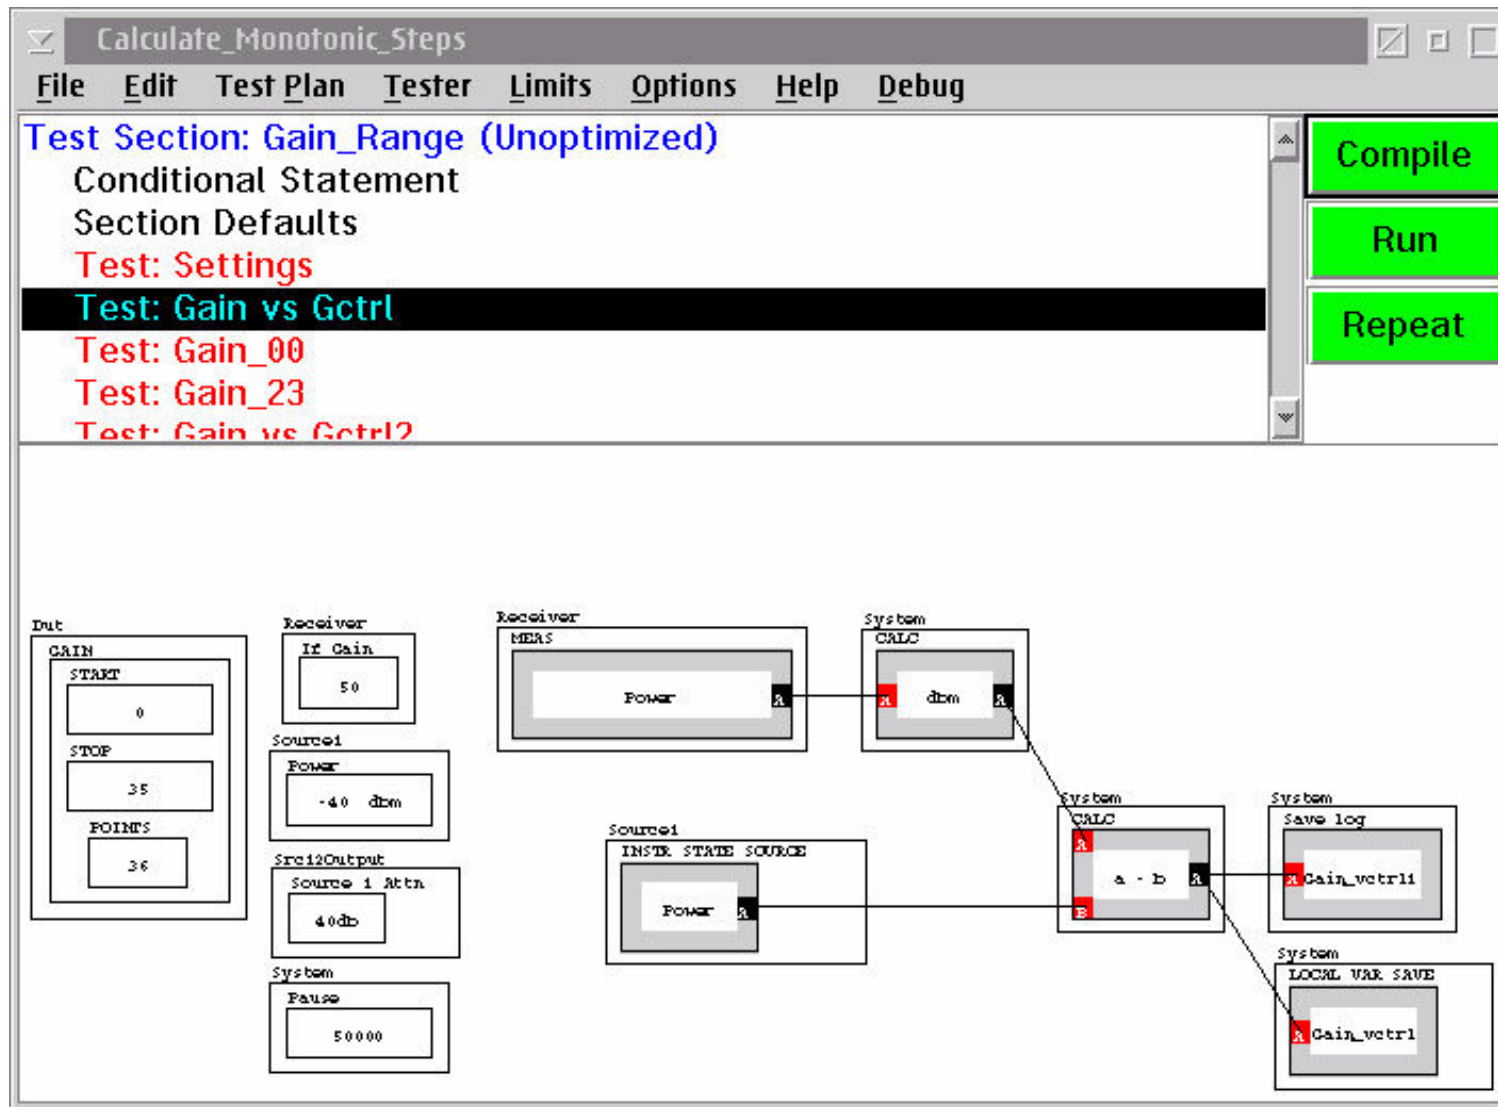 Calculate_Monotonic_Steps
File Edit Test Plan Tester Limits Options Help Debug
Test Section: Gain_Range (Unoptimized)
Conditional Statement
Section Defaults
Test: Settings
Test: Gain vs Gctrl
Test: Gain_00
Test: Gain_23
Test: Gain vs Gctrl2
Compile
Run
Repeat
Dut
GAIN
START
0
STOP
35
POINTS
36
Receiver
If Gain
50
Source1
Power
-40 dbm
Src12Output
Source 1 Attn
40db
System
Pause
50000
Receiver
MEAS
Power
A
System
CALC
A
dbm
A
Source1
INSTR STATE SOURCE
Power
A
System
CALC
A
a - b
A
B
System
Save log
A
Gain_vctrl1
System
LOCAL VAR SAVE
A
Gain_vctrl